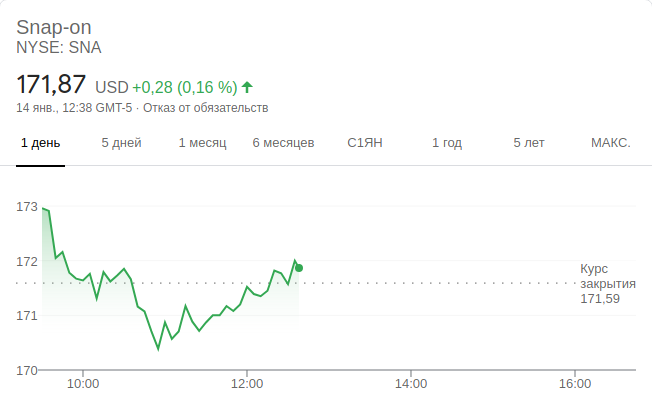 Snap-on
NYSE: SNA
171,87 USD +0,28 (0,16 %)
14 янв., 12:38 GMT-5 · Отказ от обязательств
1 день 5 дней 1 месяц 6 месяцев С1ЯН 1 год 5 лет МАКС.
173
172
Курс
закрытия
171,59
171
170
10:00 12:00 14:00 16:00